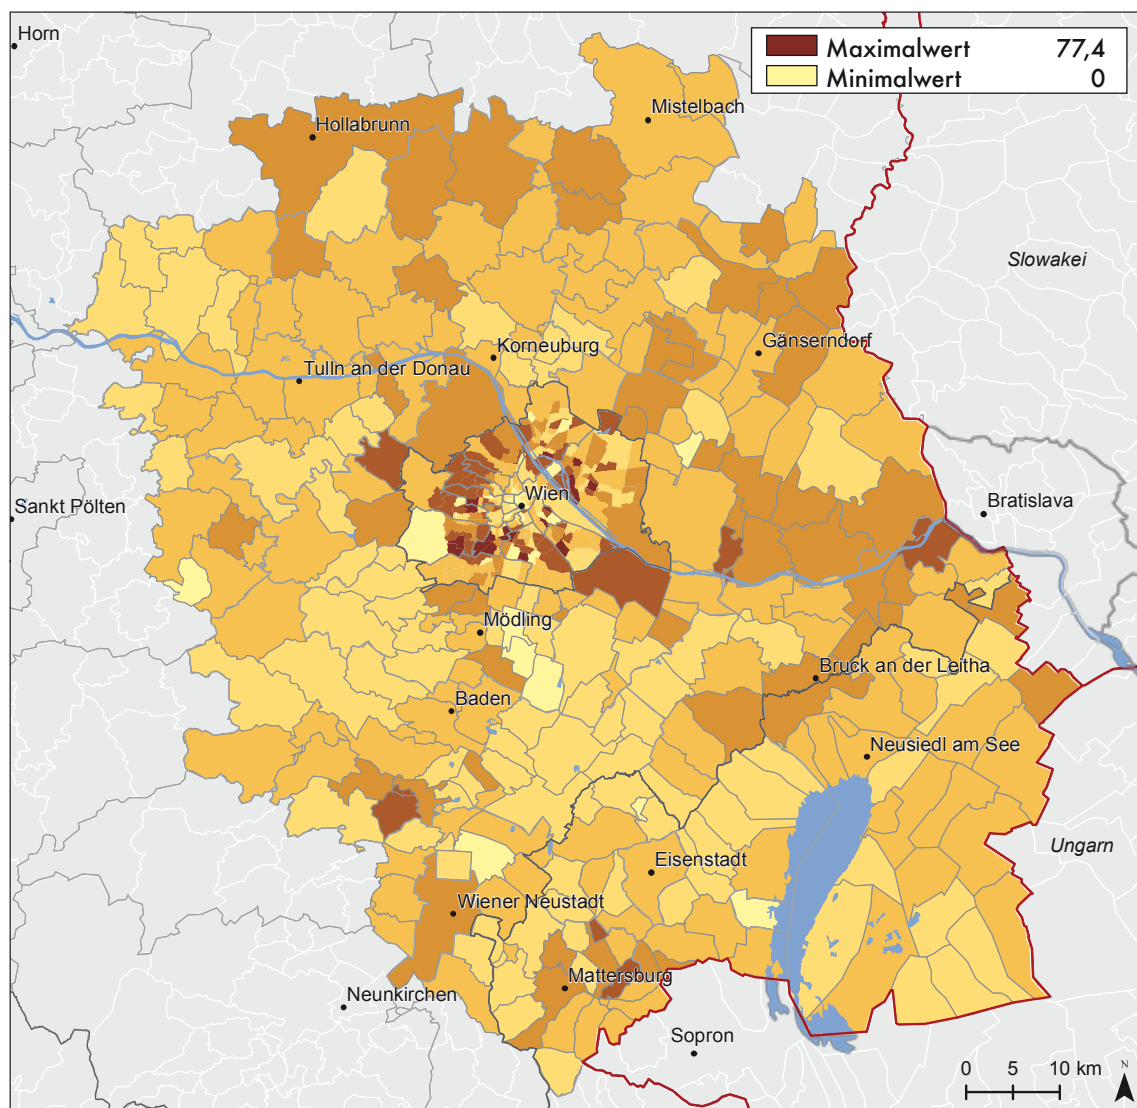 Horn
Maximalwert 77,4
Minimalwert 0
Mistelbach
Hollabrunn
Slowakei
Gänserndorf
Korneuburg
Tulln an der Donau
Wien
Bratislava
Sankt Pölten
Mödling
Bruck an der Leitha
Baden
Neusiedl am See
Ungarn
Eisenstadt
Wiener Neustadt
Mattersburg
Neunkirchen
Sopron
0 5 10 km
N